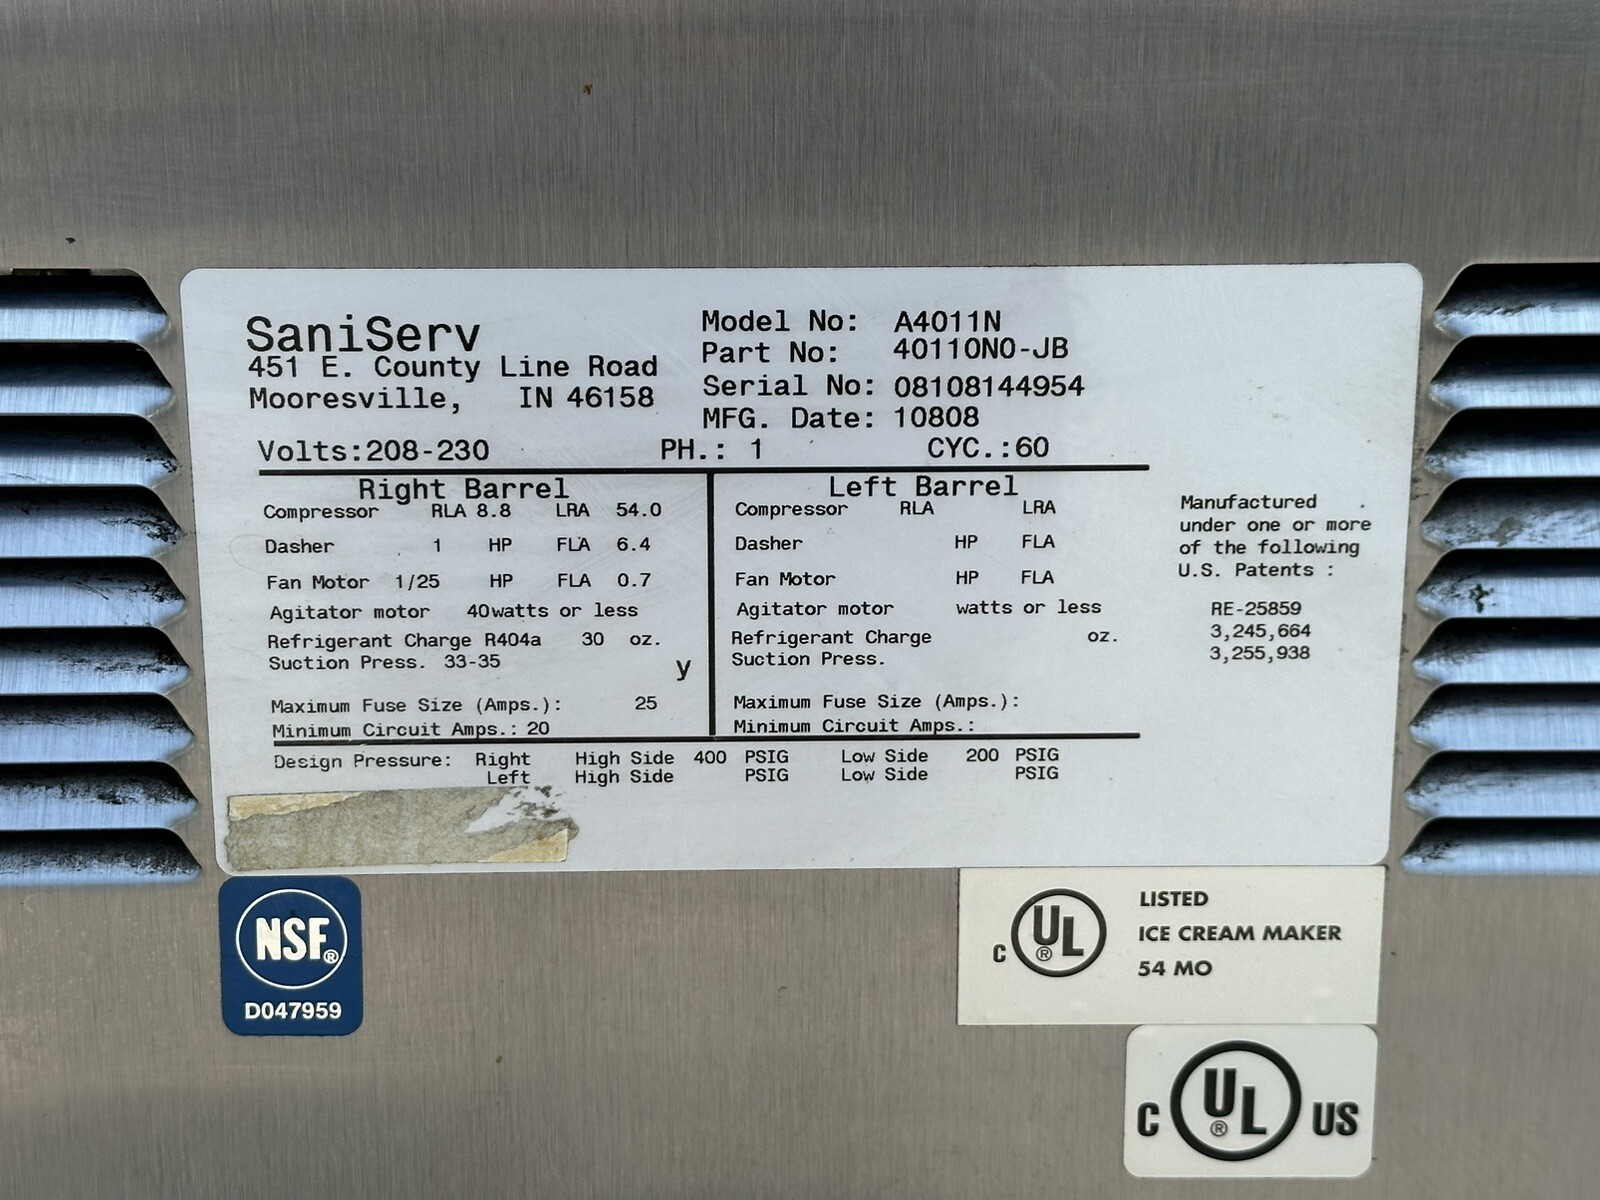 SaniServ
451 E. County Line Road
Mooresville, IN 46158
Model No: A4011N
Part No: 40110N0-JB
Serial No: 08108144954
MFG. Date: 10808
Volts:208-230 PH.: 1 CYC.:60
Right Barrel
Compressor RLA 8.8 LRA 54.0
Dasher 1 HP FLA 6.4
Fan Motor 1/25 HP FLA 0.7
Agitator motor 40watts or less
Refrigerant Charge R404a 30 oz.
Suction Press. 33-35
y
Maximum Fuse Size (Amps.): 25
Minimum Circuit Amps.: 20
Left Barrel
Compressor RLA LRA
Dasher HP FLA
Fan Motor HP FLA
Agitator motor watts or less
Refrigerant Charge oz.
Suction Press.
Maximum Fuse Size (Amps.):
Minimum Circuit Amps.:
Manufactured
under one or more
of the following
U.S. Patents :
RE-25859
3,245,664
3,255,938
Design Pressure: Right High Side 400 PSIG Low Side 200 PSIG
Left High Side PSIG Low Side PSIG
NSF®
D047959
C UL ®
LISTED
ICE CREAM MAKER
54 MO
C UL ® US